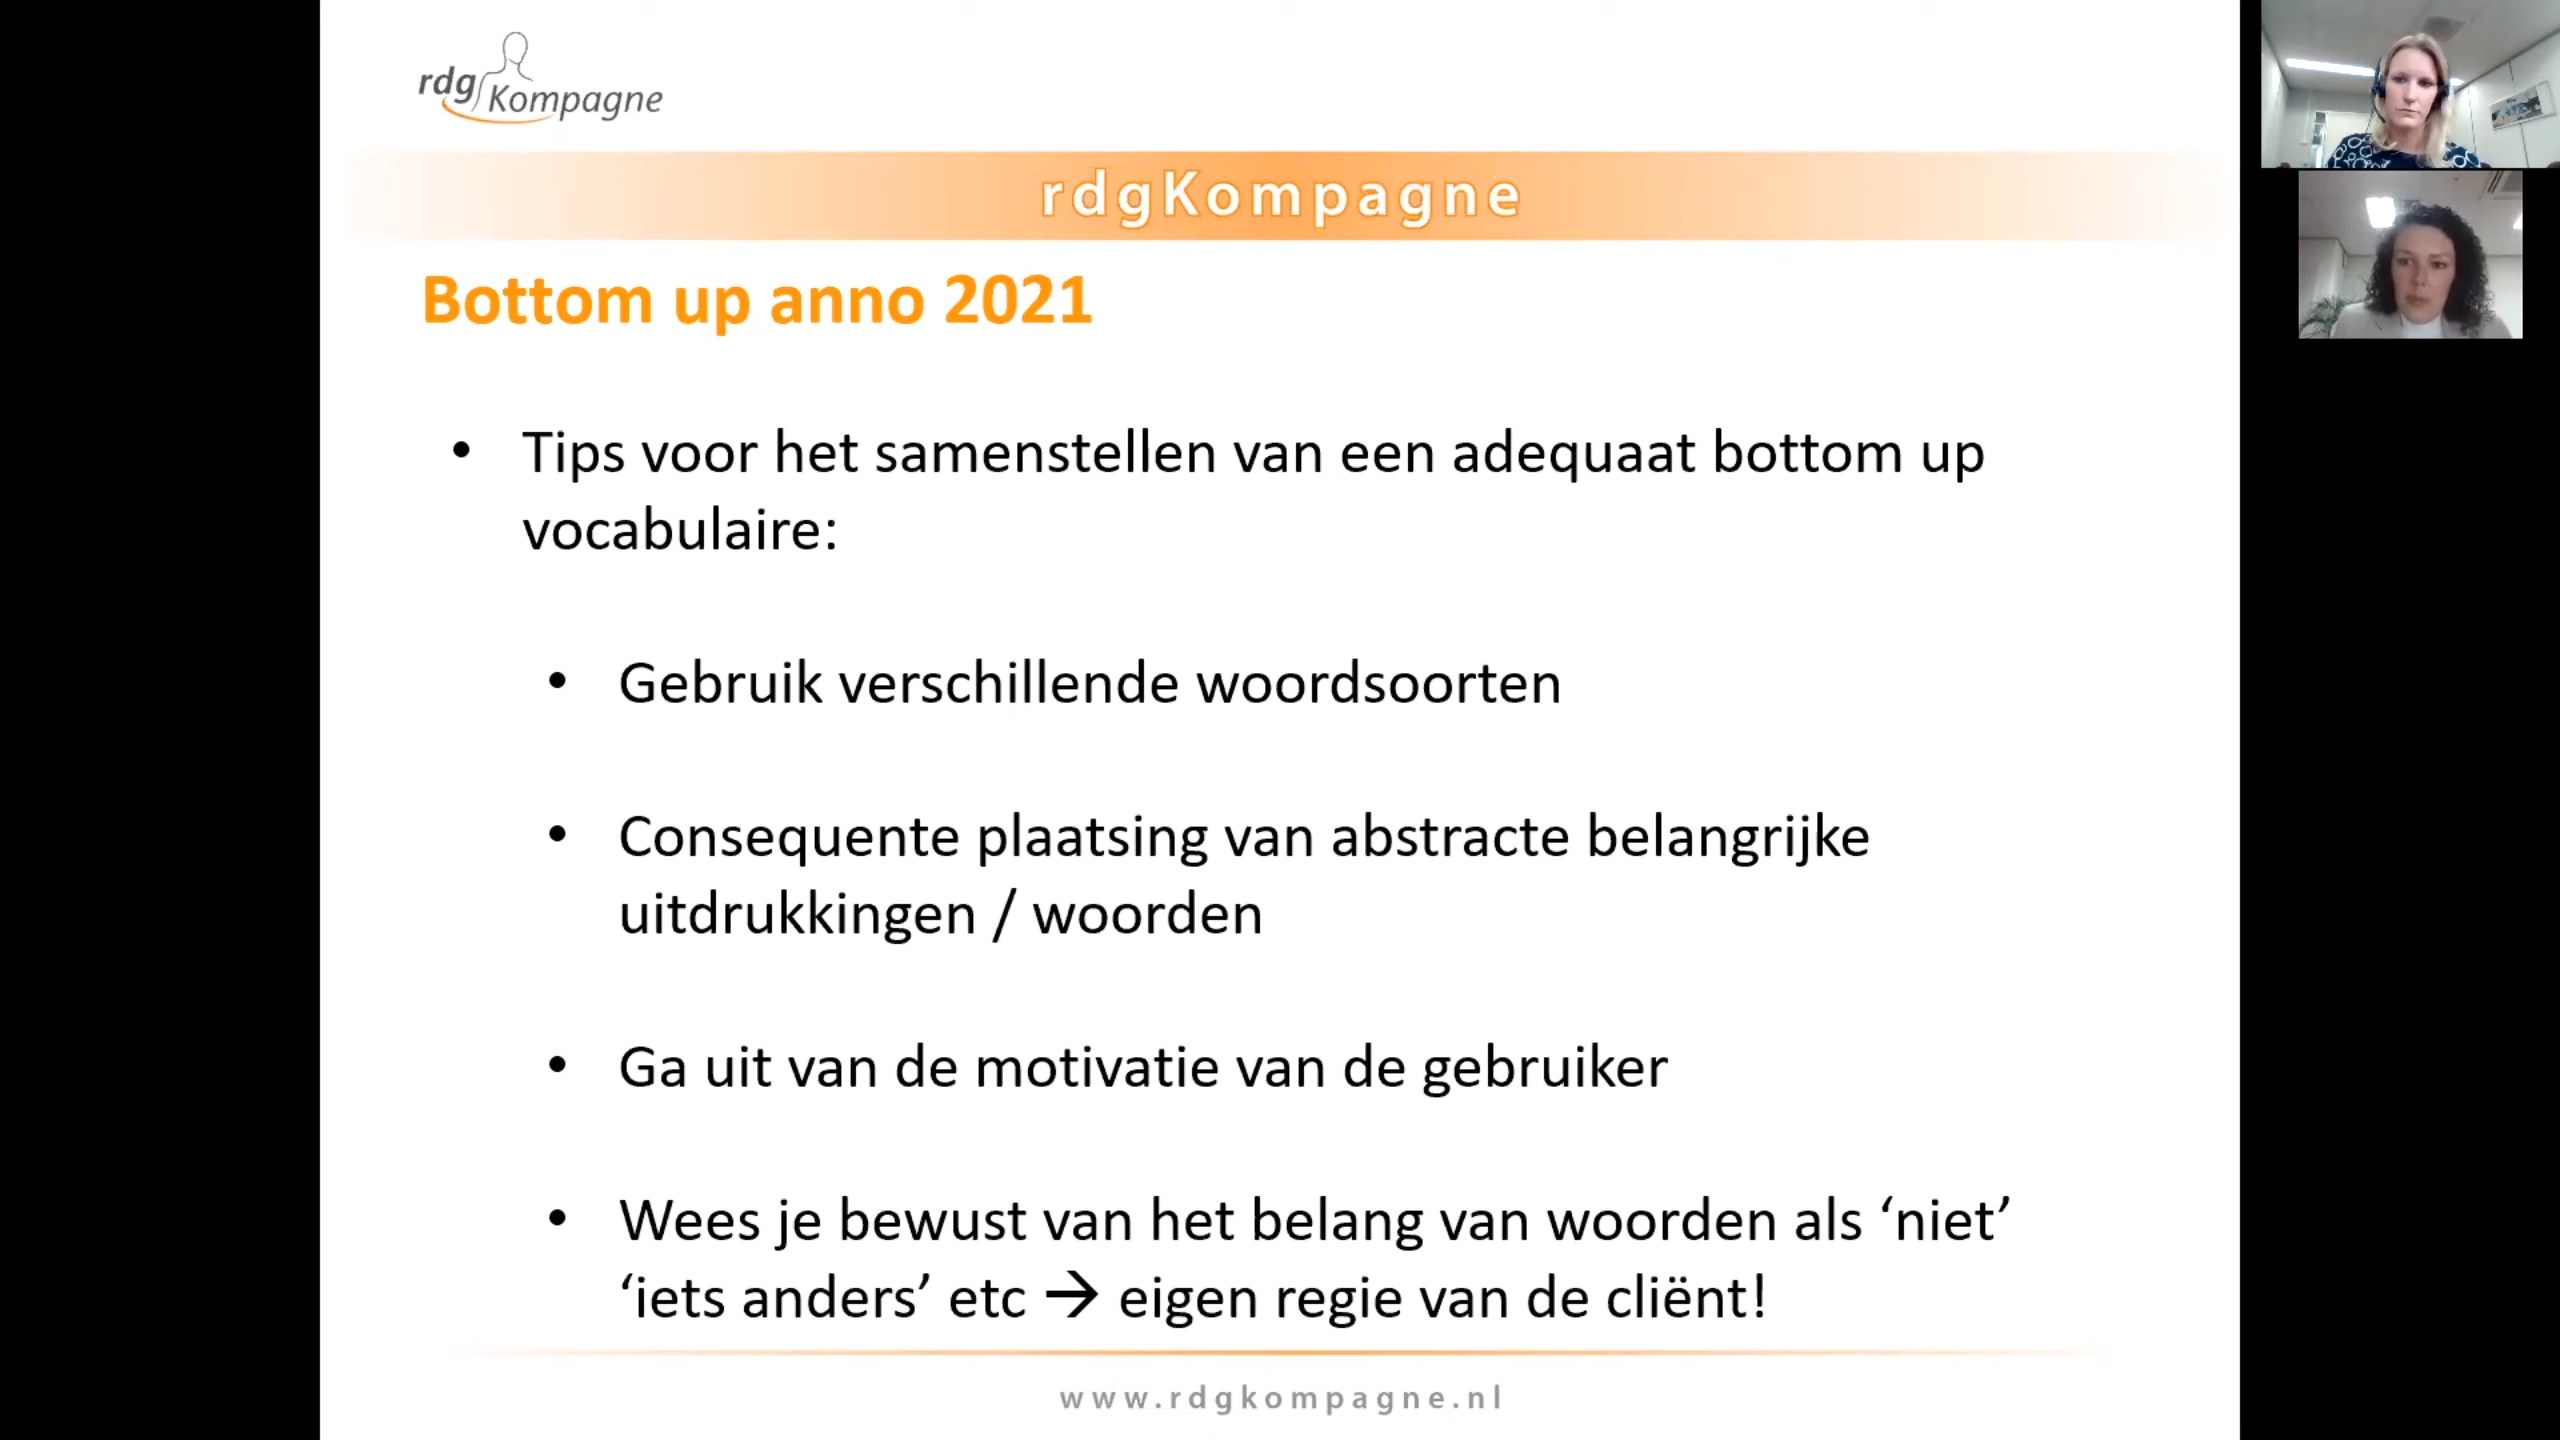 rdg Kompagne
rdgKompagne
Bottom up anno 2021
• Tips voor het samenstellen van een adequaat bottom up
vocabulaire:
• Gebruik verschillende woordsoorten
• Consequente plaatsing van abstracte belangrijke
uitdrukkingen / woorden
• Ga uit van de motivatie van de gebruiker
• Wees je bewust van het belang van woorden als ‘niet’
‘iets anders’ etc → eigen regie van de cliënt!
www.rdgkompagne.nl